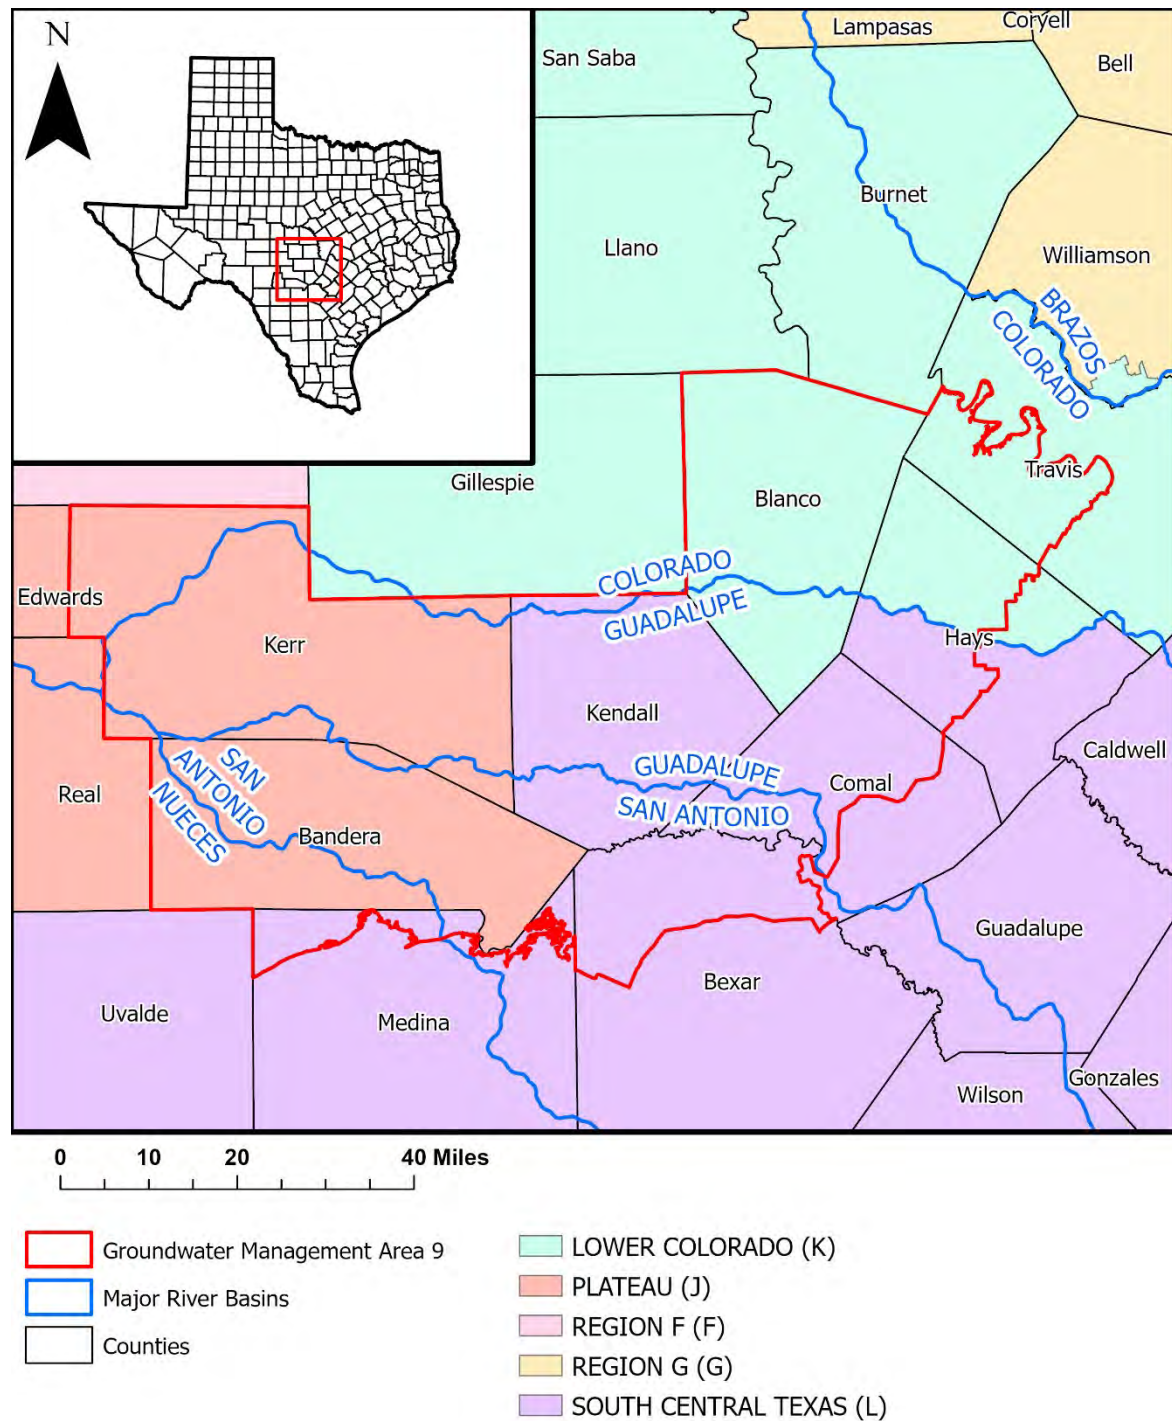 N
San Saba
Lampasas
Coryell
Bell
Burnet
Llano
Williamson
BRAZOS
COLORADO
Gillespie
Blanco
Travis
COLORADO
GUADALUPE
Edwards
Kerr
Hays
Kendall
Caldwell
GUADALUPE
SAN ANTONIO
Comal
Real
SAN
ANTONIO
NUECES
Bandera
Guadalupe
Uvalde
Medina
Bexar
Wilson
Gonzales
0 10 20 40 Miles
Groundwater Management Area 9
Major River Basins
Counties
LOWER COLORADO (K)
PLATEAU (J)
REGION F (F)
REGION G (G)
SOUTH CENTRAL TEXAS (L)